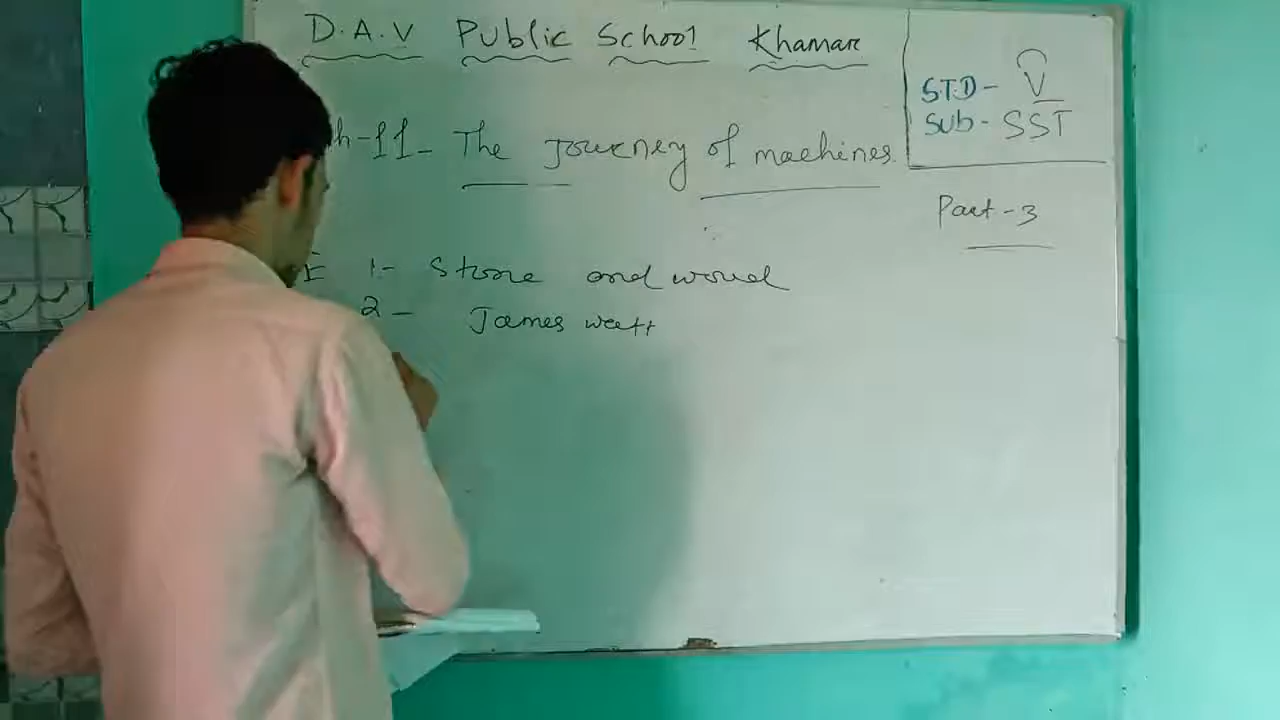 D.A.V Public School Khamar
STD- V
Sub- SST
h-11- The Journey of machines.
Part-3
E 1- Stone and wood
2- James watt